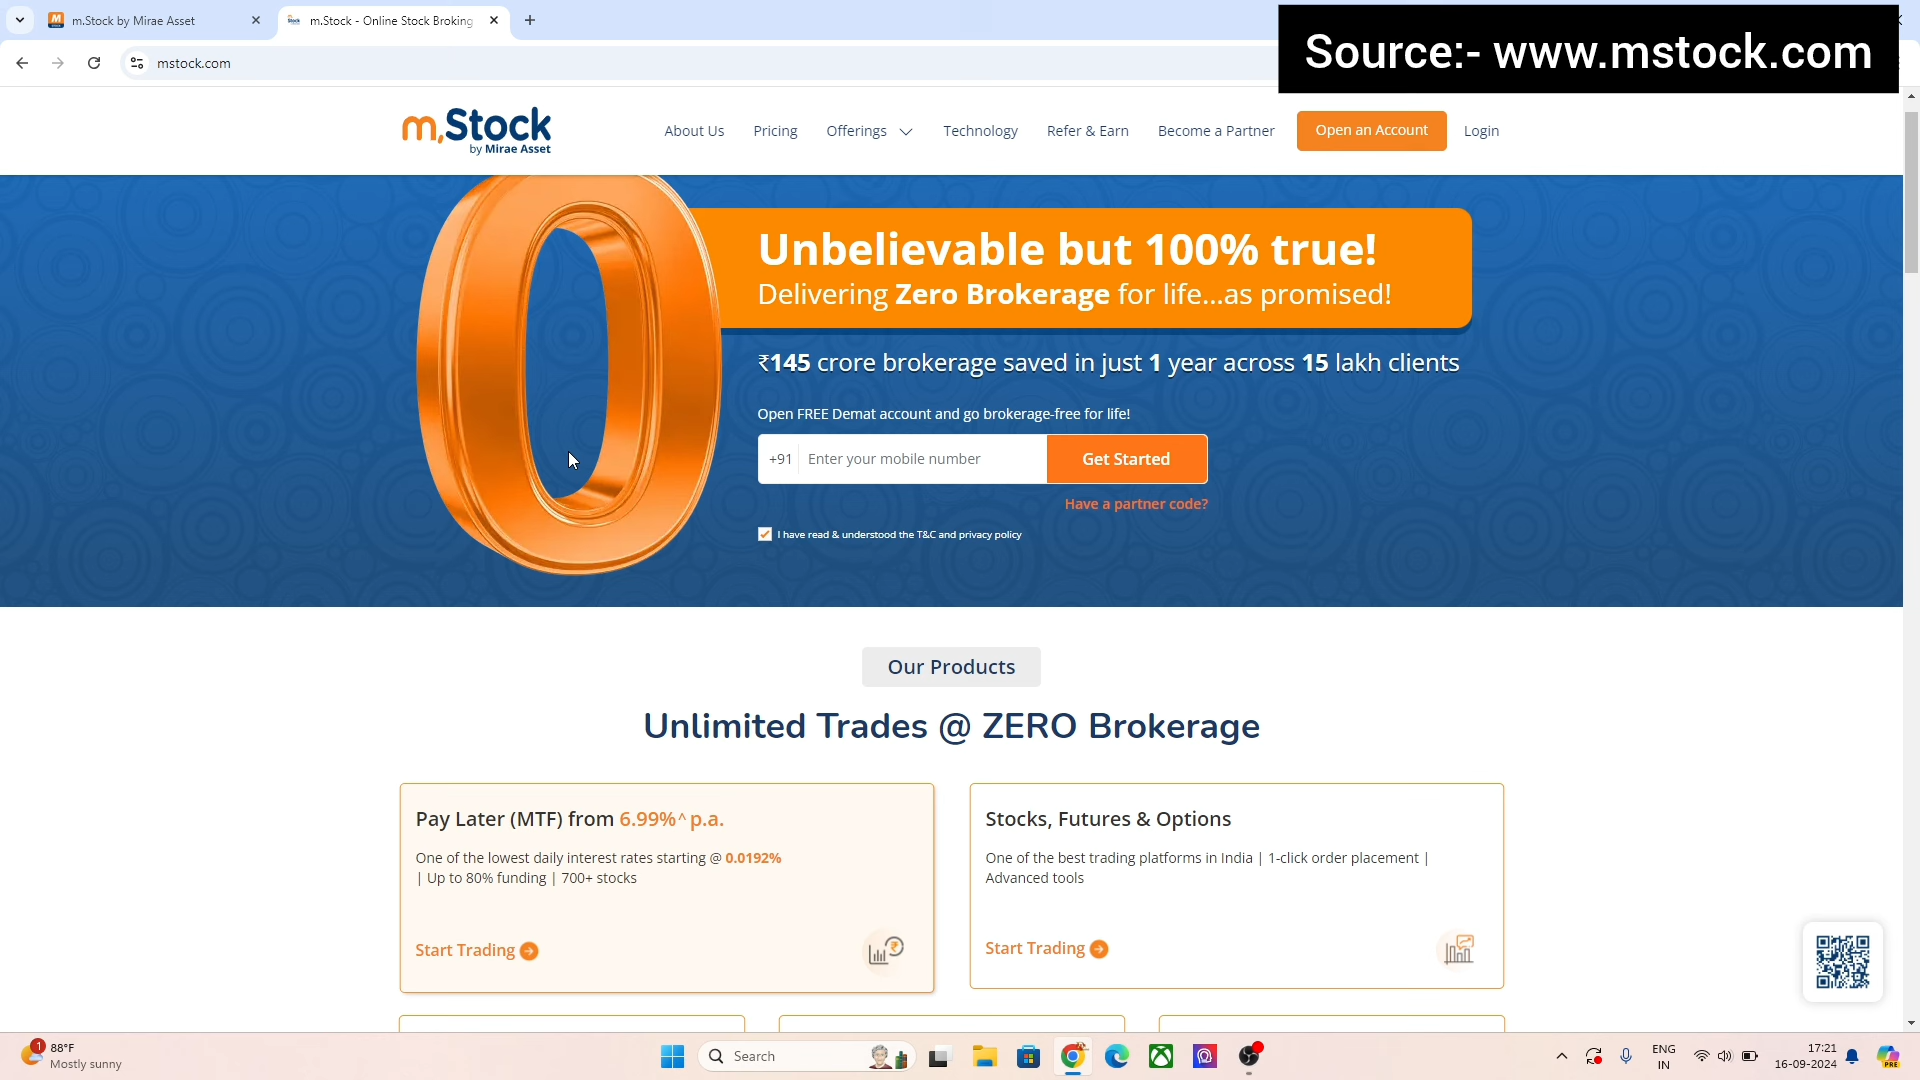 m.Stock by Mirae Asset
m.Stock - Online Stock Broking
Source:- www.mstock.com
mstock.com
m.Stock
by Mirae Asset
About Us
Pricing
Offerings
Technology
Refer & Earn
Become a Partner
Open an Account
Login
Unbelievable but 100% true!
Delivering Zero Brokerage for life...as promised!
₹145 crore brokerage saved in just 1 year across 15 lakh clients
Open FREE Demat account and go brokerage-free for life!
+91 Enter your mobile number
Get Started
Have a partner code?
I have read & understood the T&C and privacy policy
Our Products
Unlimited Trades @ ZERO Brokerage
Pay Later (MTF) from 6.99%^ p.a.
One of the lowest daily interest rates starting @ 0.0192%
| Up to 80% funding | 700+ stocks
Start Trading
Stocks, Futures & Options
One of the best trading platforms in India | 1-click order placement |
Advanced tools
Start Trading
1
88°F
Mostly sunny
Search
ENG
IN
17:21
16-09-2024
PRE